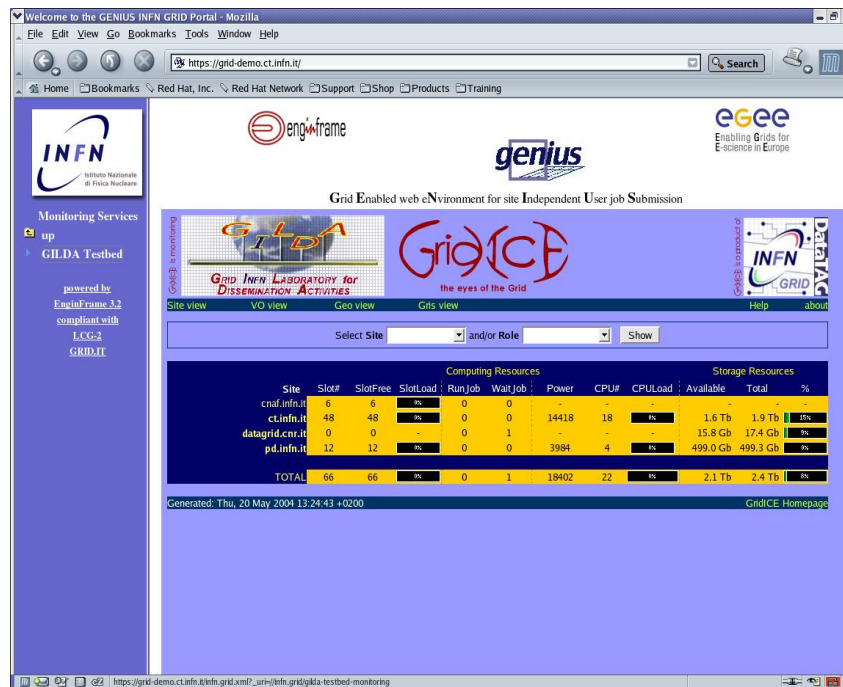 Welcome to the GENIUS INFN GRID Portal - Mozilla
File Edit View Go Bookmarks Tools Window Help
https://grid-demo.ct.infn.it/ Search
Home Bookmarks Red Hat, Inc. Red Hat Network Support Shop Products Training
INFN
Istituto Nazionale
di Fisica Nucleare
enginframe
genius
egee
Enabling Grids for
E-science in Europe
Grid Enabled web eNvironment for site Independent User job Submission
Monitoring Services
up
GILDA Testbed
powered by
EnginFrame 3.2
compliant with
LCG-2
GRID.IT
GridICE is monitoring
GILDA
GRID INFN LABORATORY for
DISSEMINATION ACTIVITIES
GridICE
the eyes of the Grid
GridICE is a product of
INFN
GRID
DataTAG
Site view VO view Geo view Gris view Help about
Select Site and/or Role Show
Computing Resources Storage Resources
Site Slot# SlotFree SlotLoad RunJob WaitJob Power CPU# CPULoad Available Total %
cnaf.infn.it 6 6 0% 0 0 - - - - - -
ct.infn.it 48 48 0% 0 0 14418 18 0% 1.6 Tb 1.9 Tb 15%
datagrid.cnr.it 0 0 - 0 1 - - - 15.8 Gb 17.4 Gb 9%
pd.infn.it 12 12 0% 0 0 3984 4 0% 499.0 Gb 499.3 Gb 0%
TOTAL 66 66 0% 0 1 18402 22 0% 2.1 Tb 2.4 Tb 8%
Generated: Thu, 20 May 2004 13:24:43 +0200 GridICE Homepage
https://grid-demo.ct.infn.it/infn.grid.xml?_uri=//infn.grid/gilda-testbed-monitoring